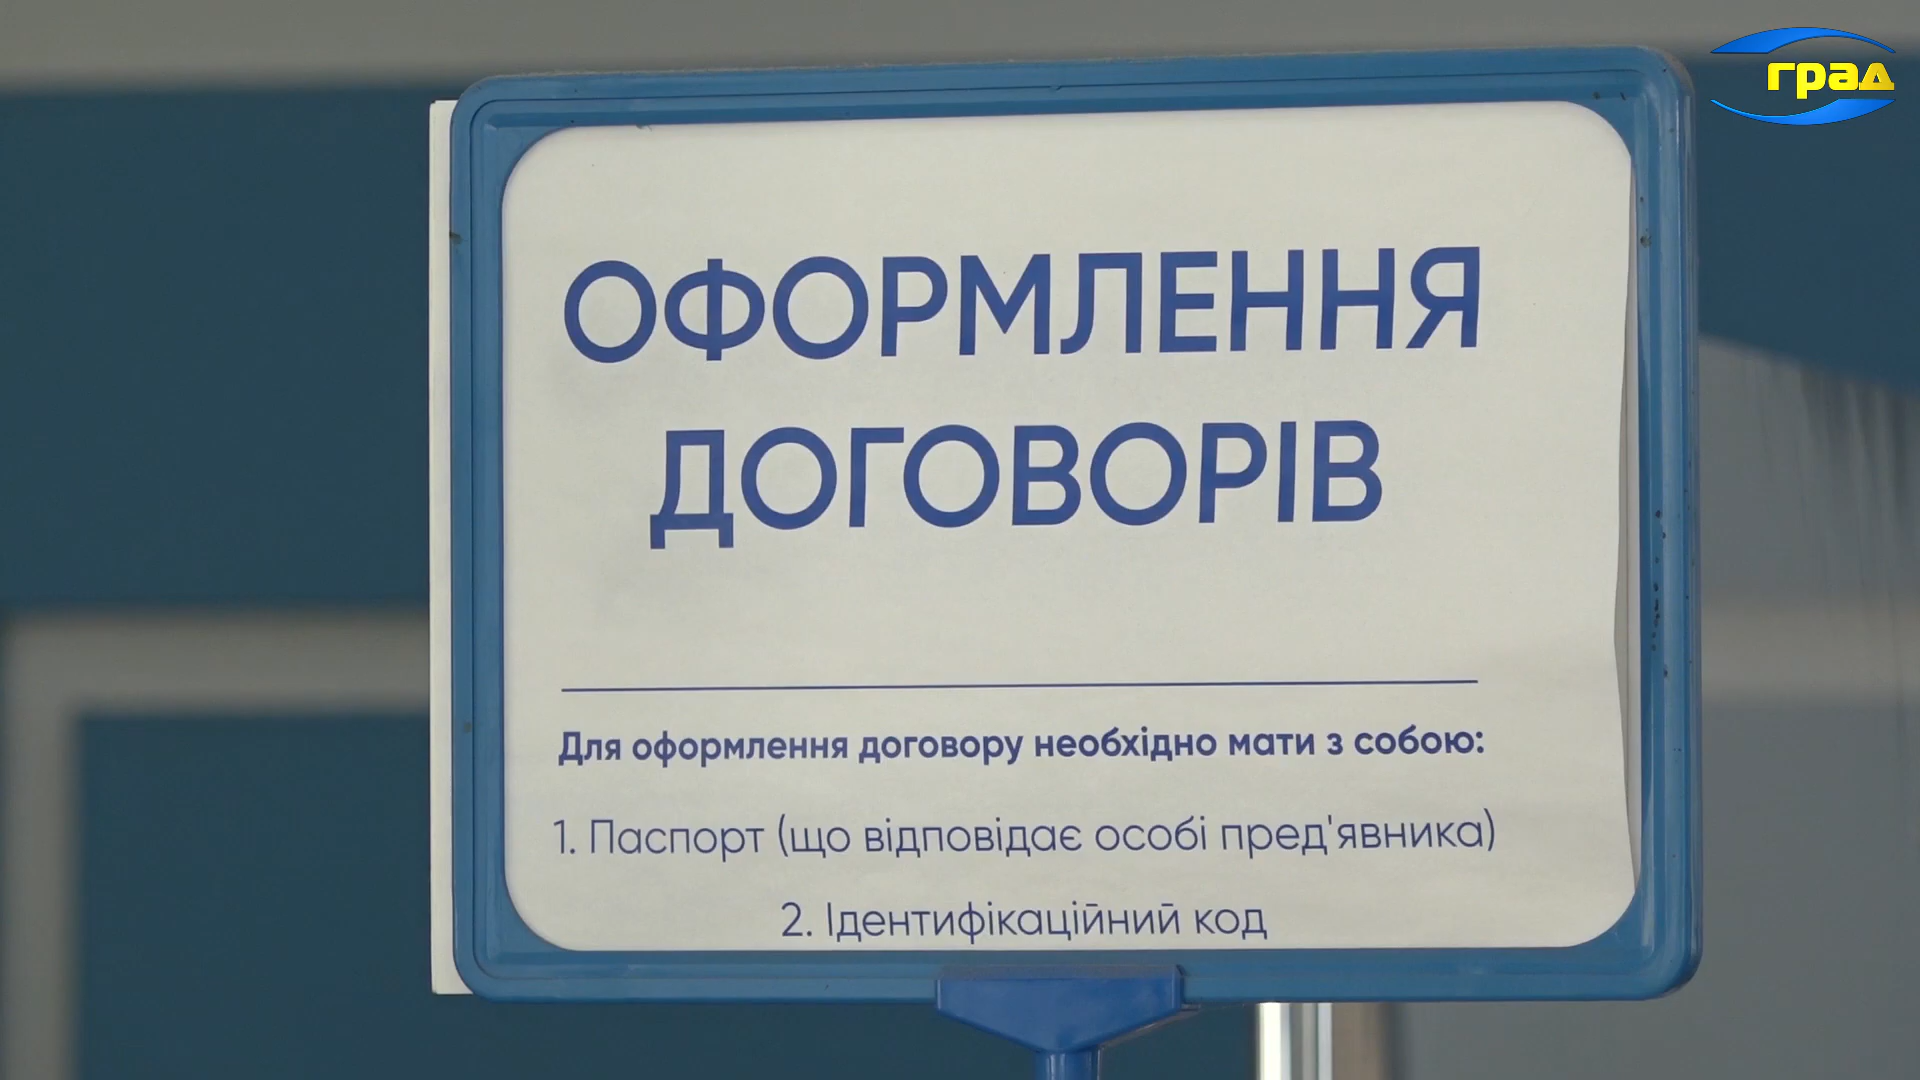 град
ОФОРМЛЕННЯ
ДОГОВОРІВ
Для оформлення договору необхідно мати з собою:
1. Паспорт (що відповідає особі пред'явника)
2. Ідентифікаційний код